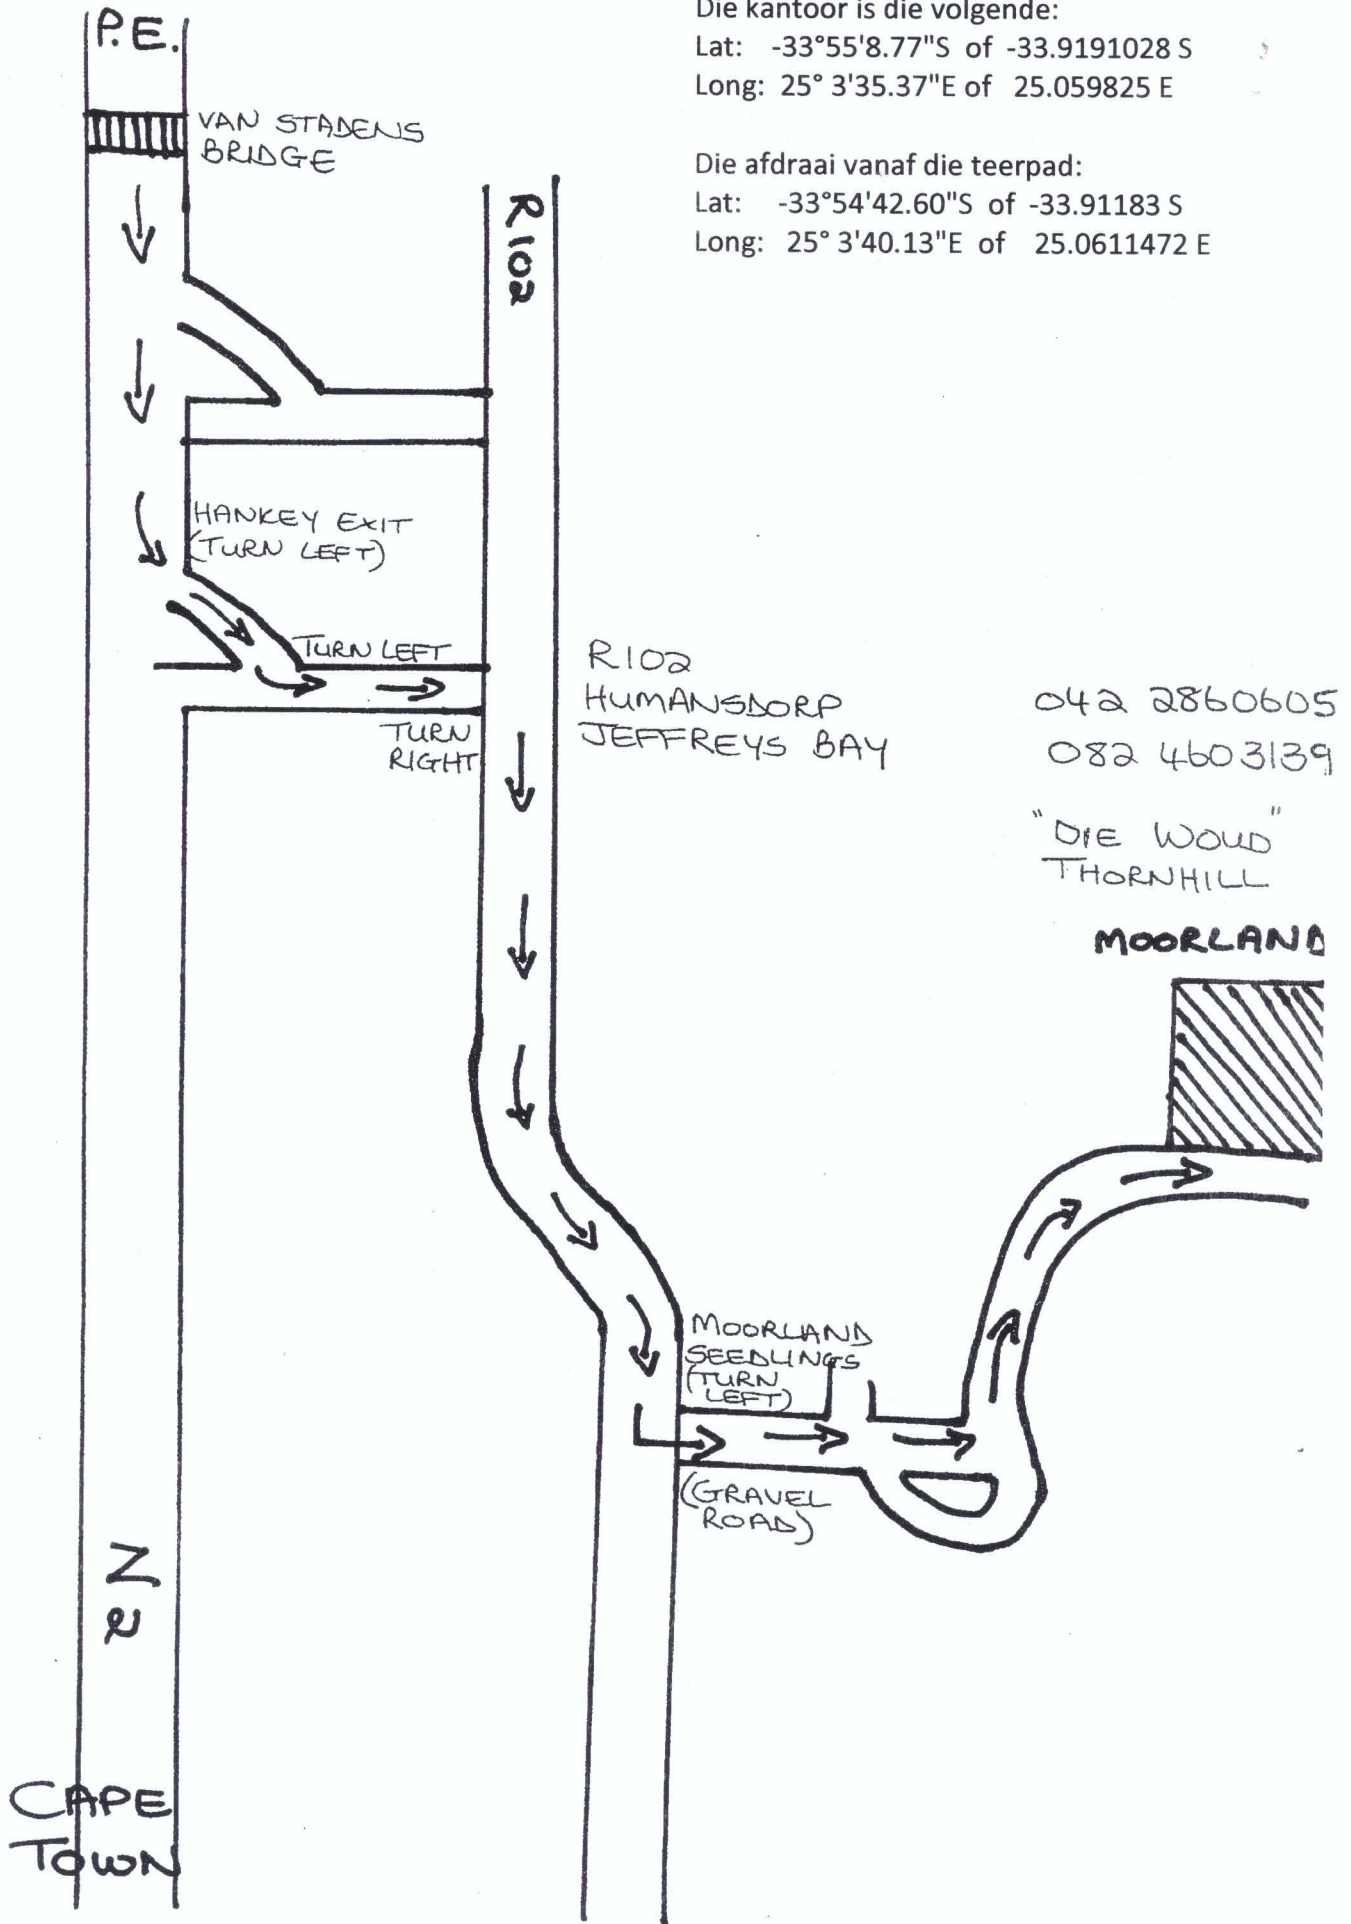 Die kantoor is die volgende:
Lat: -33°55'8.77"S of -33.9191028 S
Long: 25° 3'35.37"E of 25.059825 E
Die afdraai vanaf die teerpad:
Lat: -33°54'42.60"S of -33.91183 S
Long: 25° 3'40.13"E of 25.0611472 E
P.E.
VAN STADENS
BRIDGE
R102
HANKEY EXIT
(TURN LEFT)
TURN LEFT
TURN
RIGHT
R102
HUMANSDORP
JEFFREYS BAY
042 2860605
082 4603139
"DIE WOUD"
THORNHILL
MOORLAND
MOORLAND
SEEDLINGS
(TURN
LEFT)
(GRAVEL
ROAD)
N2
CAPE
TOWN